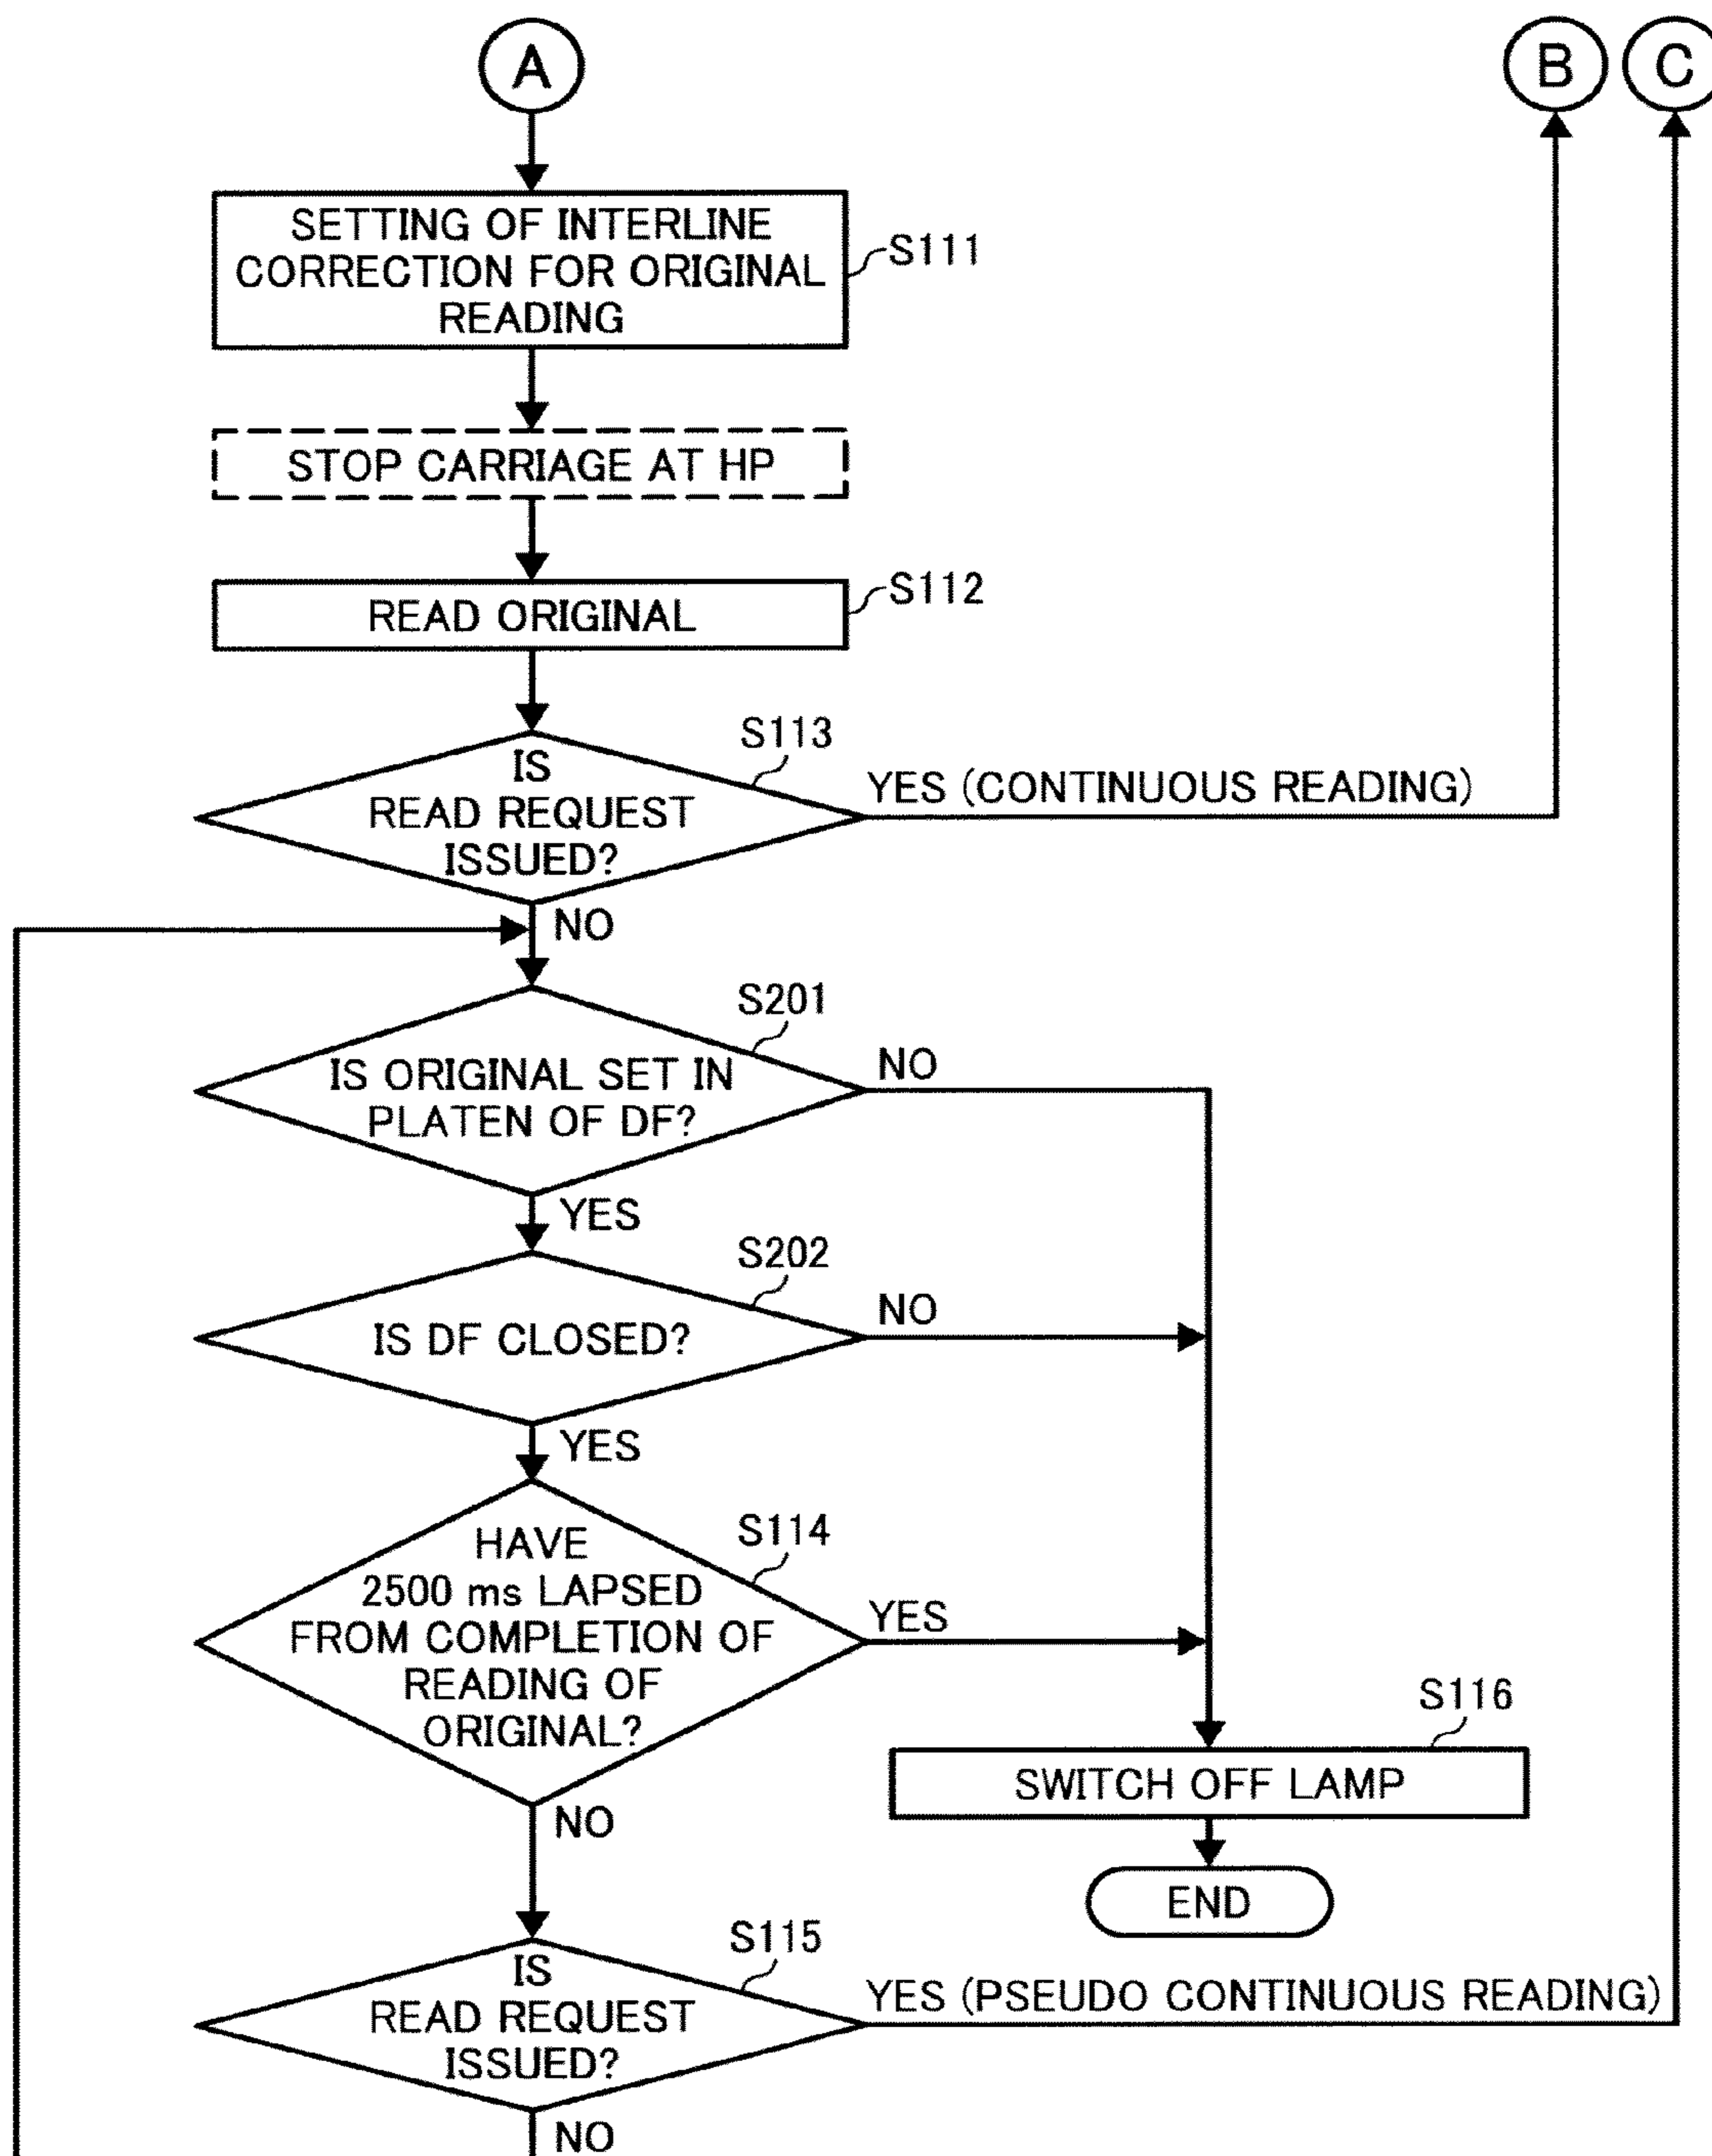 A
B
C
SETTING OF INTERLINE
CORRECTION FOR ORIGINAL
READING
S111
STOP CARRIAGE AT HP
READ ORIGINAL
S112
S113
IS
READ REQUEST
ISSUED?
YES (CONTINUOUS READING)
NO
S201
IS ORIGINAL SET IN
PLATEN OF DF?
NO
YES
S202
IS DF CLOSED?
NO
YES
S114
HAVE
2500 ms LAPSED
FROM COMPLETION OF
READING OF
ORIGINAL?
YES
NO
S116
SWITCH OFF LAMP
END
S115
IS
READ REQUEST
ISSUED?
YES (PSEUDO CONTINUOUS READING)
NO